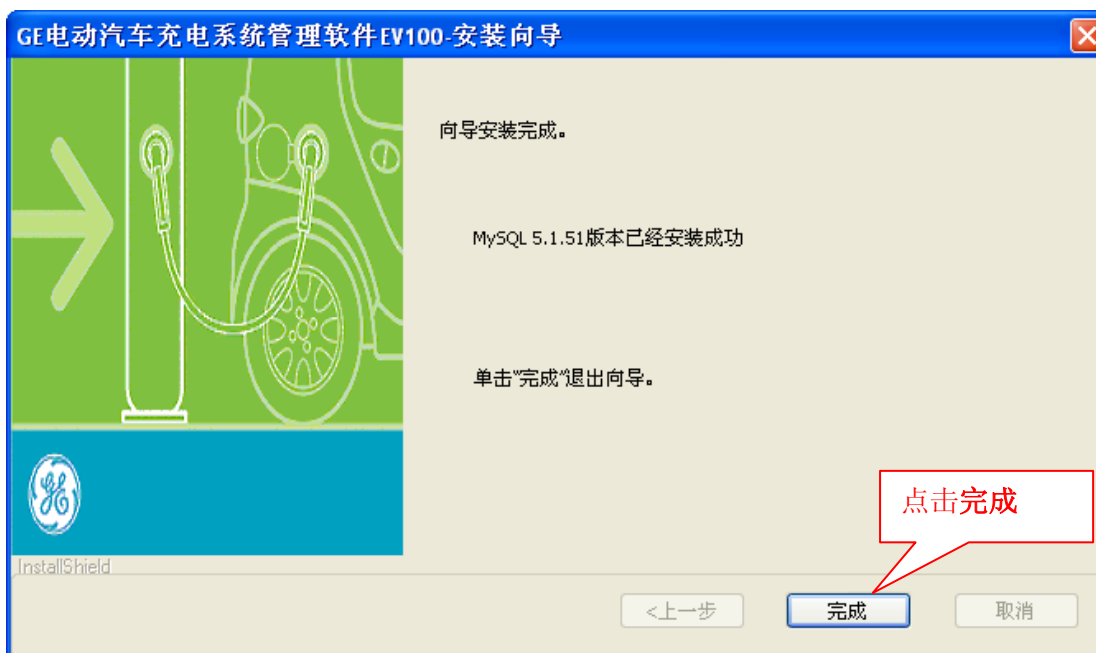 GE电动汽车充电系统管理软件EV100-安装向导
向导安装完成。
MySQL 5.1.51版本已经安装成功
单击“完成”退出向导。
GE
点击完成
InstallShield
<上一步
完成
取消